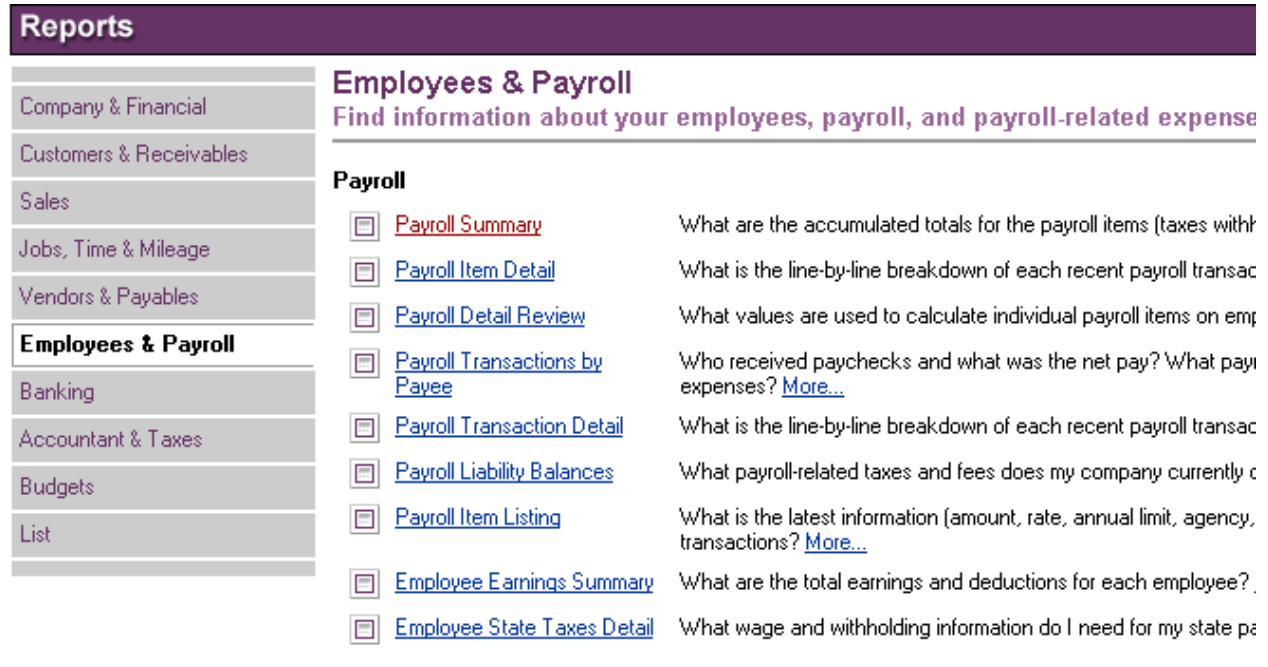 Reports
Company & Financial
Customers & Receivables
Sales
Jobs, Time & Mileage
Vendors & Payables
Employees & Payroll
Banking
Accountant & Taxes
Budgets
List
Employees & Payroll
Find information about your employees, payroll, and payroll-related expense
Payroll
Payroll Summary What are the accumulated totals for the payroll items (taxes
Payroll Item Detail What is the line-by-line breakdown of each recent payroll
Payroll Detail Review What values are used to calculate individual payroll items on
Payroll Transactions by Who received paychecks and what was the net pay? What
Payee expenses? More...
Payroll Transaction Detail What is the line-by-line breakdown of each recent payroll
Payroll Liability Balances What payroll-related taxes and fees does my company currently
Payroll Item Listing What is the latest information (amount, rate, annual limit, agency,
transactions? More...
Employee Earnings Summary What are the total earnings and deductions for each employee?
Employee State Taxes Detail What wage and withholding information do I need for my state